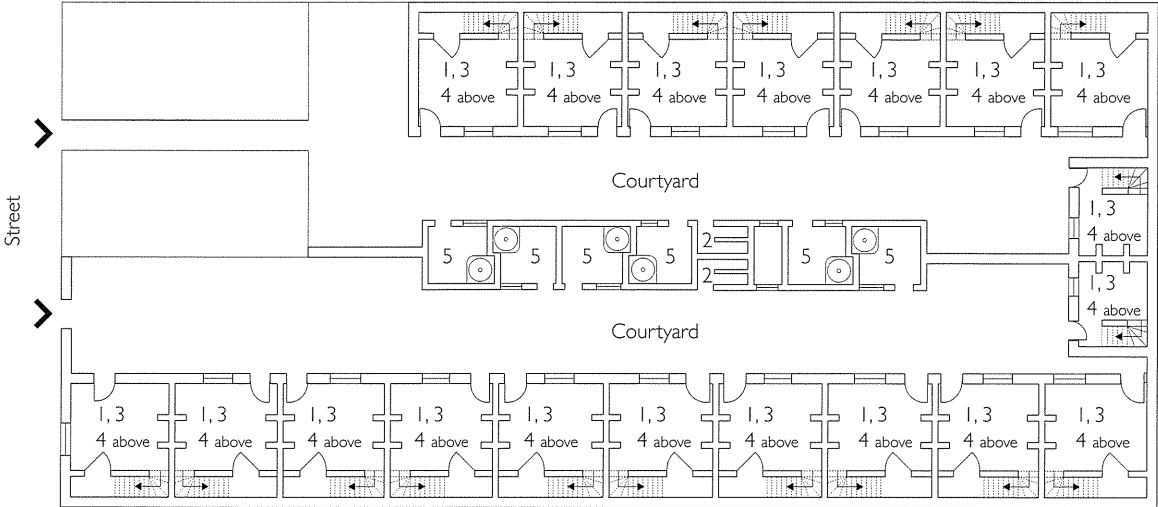 1, 3 1, 3 1, 3 1, 3 1, 3 1, 3 1, 3
4 above 4 above 4 above 4 above 4 above 4 above 4 above
Street
Courtyard
1, 3
4 above
5 5 5 2 5 5
2
1, 3
4 above
Courtyard
1, 3 1, 3 1, 3 1, 3 1, 3 1, 3 1, 3 1, 3 1, 3 1, 3
4 above 4 above 4 above 4 above 4 above 4 above 4 above 4 above 4 above 4 above